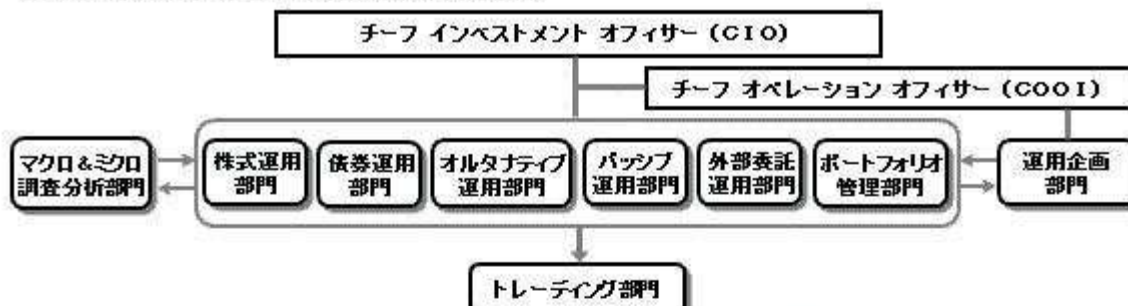 チーフ インベストメント オフィサー (CIO)
チーフ オペレーション オフィサー (COOI)
マクロ&ミクロ
調査分析部門
株式運用
部門
債券運用
部門
オルタナティブ
運用部門
パッシブ
運用部門
外部委託
運用部門
ポートフォリオ
管理部門
運用企画
部門
トレーディング部門